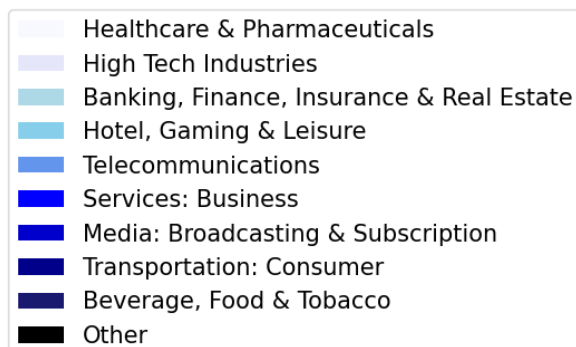 Healthcare & Pharmaceuticals
High Tech Industries
Banking, Finance, Insurance & Real Estate
Hotel, Gaming & Leisure
Telecommunications
Services: Business
Media: Broadcasting & Subscription
Transportation: Consumer
Beverage, Food & Tobacco
Other